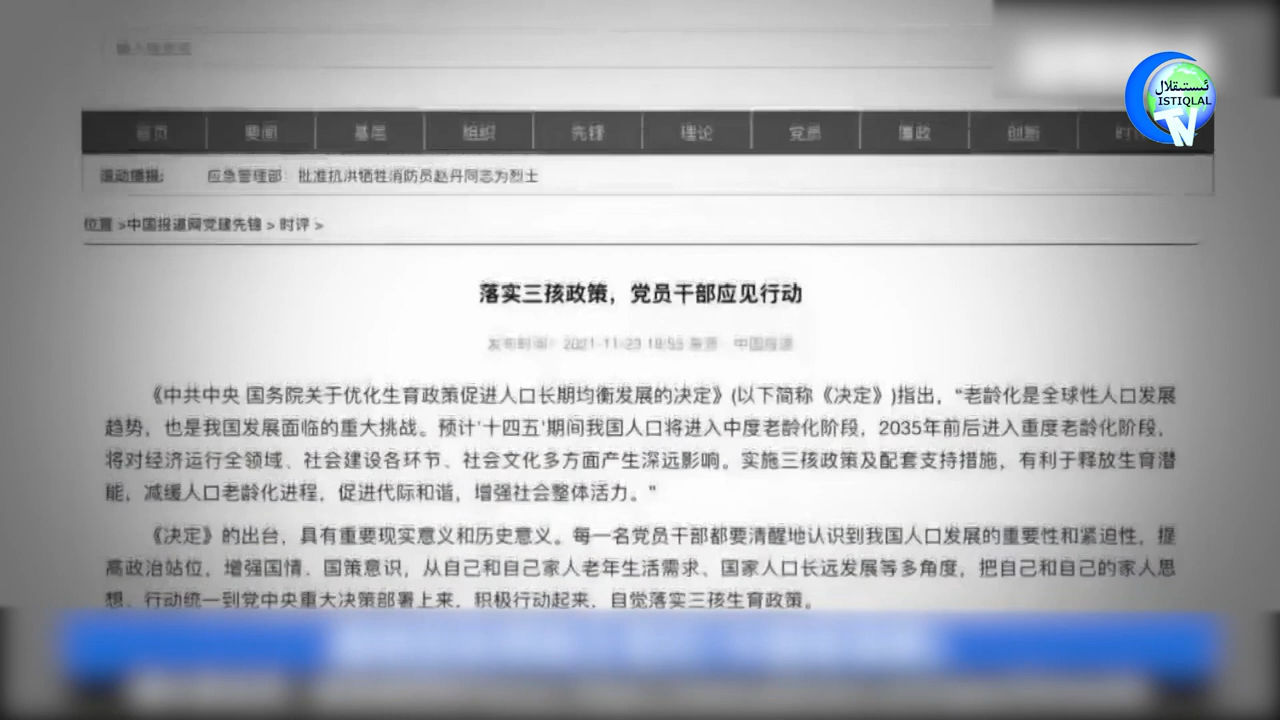 ئىستىقلال
ISTIQLAL
TV
首页 要闻 基层 组织 先锋 理论 党员 廉政 创新
滚动播报: 应急管理部：批准抗洪牺牲消防员赵丹同志为烈士
位置 >中国报道网党建先锋 > 时评 >
落实三孩政策，党员干部应见行动
发布时间：2021-11-23 来源：中国报道
《中共中央 国务院关于优化生育政策促进人口长期均衡发展的决定》(以下简称《决定》)指出，“老龄化是全球性人口发展
趋势，也是我国发展面临的重大挑战。预计‘十四五’期间我国人口将进入中度老龄化阶段，2035年前后进入重度老龄化阶段，
将对经济运行全领域、社会建设各环节、社会文化多方面产生深远影响。实施三孩政策及配套支持措施，有利于释放生育潜
能，减缓人口老龄化进程，促进代际和谐，增强社会整体活力。”
《决定》的出台，具有重要现实意义和历史意义。每一名党员干部都要清醒地认识到我国人口发展的重要性和紧迫性，提
高政治站位，增强国情、国策意识，从自己和自己家人老年生活需求、国家人口长远发展等多角度，把自己和自己的家人思
想、行动统一到党中央重大决策部署上来，积极行动起来，自觉落实三孩生育政策。